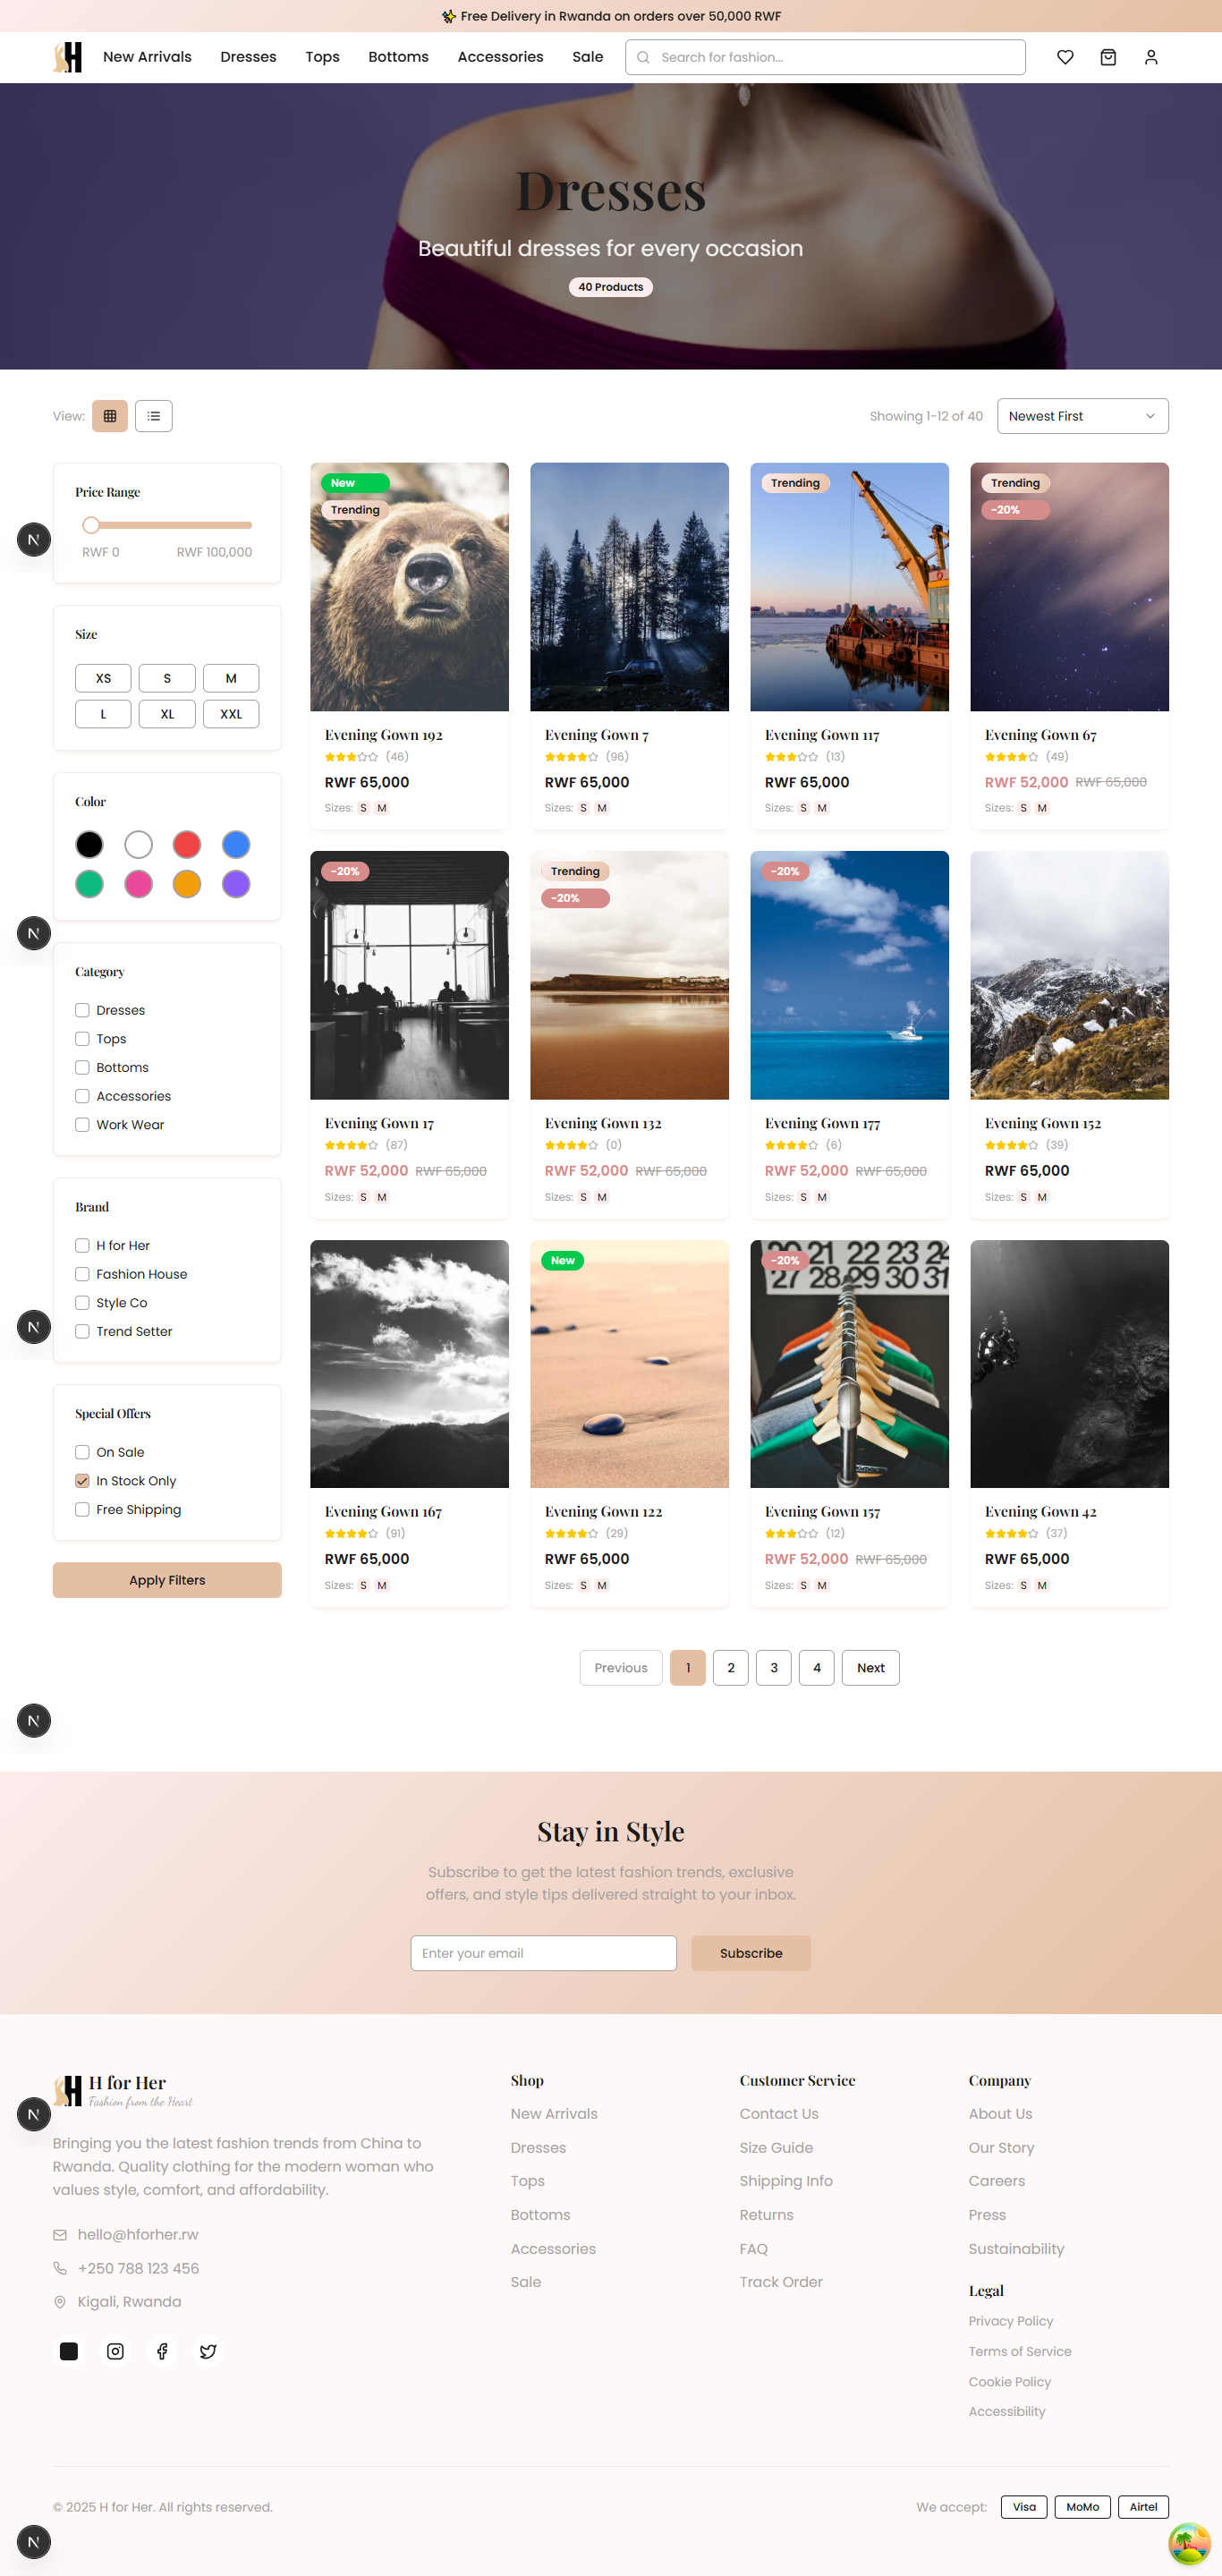 ✨ Free Delivery in Rwanda on orders over 50,000 RWF
H
New Arrivals Dresses Tops Bottoms Accessories Sale
Search for fashion...
Dresses
Beautiful dresses for every occasion
40 Products
View:
Showing 1-12 of 40
Newest First
Price Range
RWF 0 RWF 100,000
Size
XS S M
L XL XXL
Color
Category
Dresses
Tops
Bottoms
Accessories
Work Wear
Brand
H for Her
Fashion House
Style Co
Trend Setter
Special Offers
On Sale
In Stock Only
Free Shipping
Apply Filters
New
Trending
Evening Gown 192
(46)
RWF 65,000
Sizes: S M
Evening Gown 7
(96)
RWF 65,000
Sizes: S M
Trending
Evening Gown 117
(13)
RWF 65,000
Sizes: S M
Trending
-20%
Evening Gown 67
(49)
RWF 52,000 RWF 65,000
Sizes: S M
-20%
Evening Gown 17
(87)
RWF 52,000 RWF 65,000
Sizes: S M
Trending
-20%
Evening Gown 132
(0)
RWF 52,000 RWF 65,000
Sizes: S M
-20%
Evening Gown 177
(6)
RWF 52,000 RWF 65,000
Sizes: S M
Evening Gown 152
(39)
RWF 65,000
Sizes: S M
Evening Gown 167
(91)
RWF 65,000
Sizes: S M
New
Evening Gown 122
(29)
RWF 65,000
Sizes: S M
-20%
21 22 23 2
27 28 29 30 31
Evening Gown 157
(12)
RWF 52,000 RWF 65,000
Sizes: S M
Evening Gown 42
(37)
RWF 65,000
Sizes: S M
Previous 1 2 3 4 Next
N
N
N
N
N
N
Stay in Style
Subscribe to get the latest fashion trends, exclusive
offers, and style tips delivered straight to your inbox.
Enter your email
Subscribe
H
H for Her
Fashion from the Heart
Bringing you the latest fashion trends from China to
Rwanda. Quality clothing for the modern woman who
values style, comfort, and affordability.
hello@hforher.rw
+250 788 123 456
Kigali, Rwanda
Shop
New Arrivals
Dresses
Tops
Bottoms
Accessories
Sale
Customer Service
Contact Us
Size Guide
Shipping Info
Returns
FAQ
Track Order
Company
About Us
Our Story
Careers
Press
Sustainability
Legal
Privacy Policy
Terms of Service
Cookie Policy
Accessibility
© 2025 H for Her. All rights reserved.
We accept: Visa MoMo Airtel